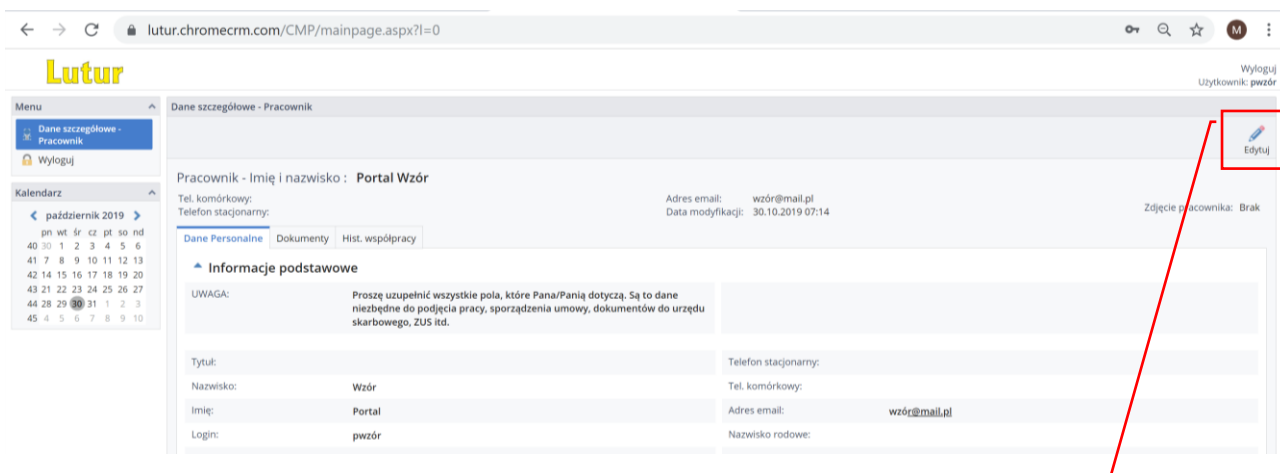 lutur.chromecrm.com/CMP/mainpage.aspx?l=0
M
Lutur
Wyloguj
Użytkownik: pwzór
Menu
Dane szczegółowe -
Pracownik
Wyloguj
Kalendarz
październik 2019
pn wt śr cz pt so nd
40 30 1 2 3 4 5 6
41 7 8 9 10 11 12 13
42 14 15 16 17 18 19 20
43 21 22 23 24 25 26 27
44 28 29 30 31 1 2 3
45 4 5 6 7 8 9 10
Dane szczegółowe - Pracownik
Edytuj
Pracownik - Imię i nazwisko : Portal Wzór
Tel. komórkowy:
Telefon stacjonarny:
Adres email: wzór@mail.pl
Data modyfikacji: 30.10.2019 07:14
Zdjęcie pracownika: Brak
Dane Personalne Dokumenty Hist. współpracy
Informacje podstawowe
UWAGA: Proszę uzupełnić wszystkie pola, które Pana/Panią dotyczą. Są to dane
niezbędne do podjęcia pracy, sporządzenia umowy, dokumentów do urzędu
skarbowego, ZUS itd.
Tytuł: Telefon stacjonarny:
Nazwisko: Wzór Tel. komórkowy:
Imię: Portal Adres email: wzór@mail.pl
Login: pwzór Nazwisko rodowe: